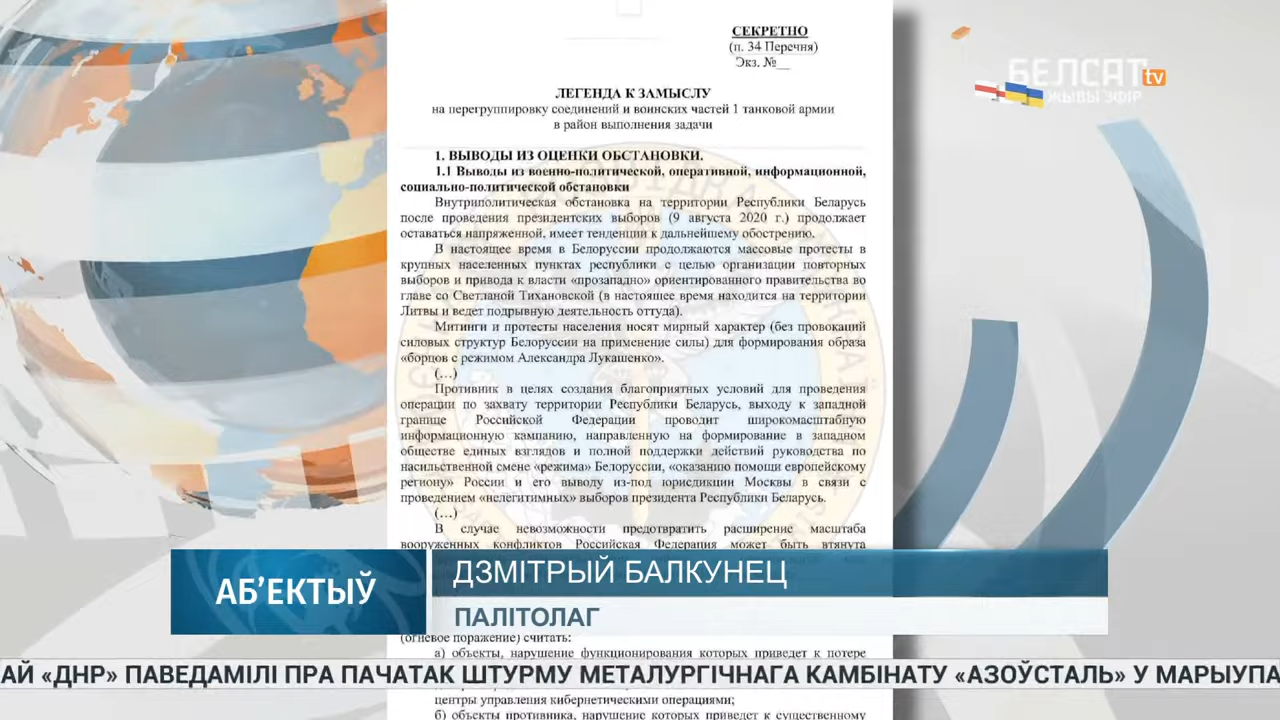 СЕКРЕТНО
(п. 34 Перечня)
Экз. №__
ЛЕГЕНДА К ЗАМЫСЛУ
на перегруппировку соединений и воинских частей 1 танковой армии
в район выполнения задачи
БЕЛСАТ tv
ЖЫВЫ ЭФІР
1. ВЫВОДЫ ИЗ ОЦЕНКИ ОБСТАНОВКИ.
1.1 Выводы из военно-политической, оперативной, информационной,
социально-политической обстановки
Внутриполитическая обстановка на территории Республики Беларусь
после проведения президентских выборов (9 августа 2020 г.) продолжает
оставаться напряженной, имеет тенденции к дальнейшему обострению.
В настоящее время в Белоруссии продолжаются массовые протесты в
крупных населенных пунктах республики с целью организации повторных
выборов и привода к власти «прозападно» ориентированного правительства во
главе со Светланой Тихановской (в настоящее время находится на территории
Литвы и ведет подрывную деятельность оттуда).
Митинги и протесты населения носят мирный характер (без провокаций
силовых структур Белоруссии на применение силы) для формирования образа
«борцов с режимом Александра Лукашенко».
(…)
Противник в целях создания благоприятных условий для проведения
операции по захвату территории Республики Беларусь, выходу к западной
границе Российской Федерации проводит широкомасштабную
информационную кампанию, направленную на формирование в западном
обществе единых взглядов и полной поддержки действий руководства по
насильственной смене «режима» Белоруссии, «оказанию помощи европейскому
региону» России и его выводу из-под юрисдикции Москвы в связи с
проведением «нелегитимных» выборов президента Республики Беларусь.
(…)
В случае невозможности предотвратить расширение масштаба
вооруженных конфликтов Российская Федерация может быть втянута
АБ’ЕКТЫЎ
ДЗМІТРЫЙ БАЛКУНЕЦ
ПАЛІТОЛАГ
(огневое поражение) считать:
а) объекты, нарушение функционирования которых приведет к потере
АЙ «ДНР» ПАВЕДАМІЛІ ПРА ПАЧАТАК ШТУРМУ МЕТАЛУРГІЧНАГА КАМБІНАТУ «АЗОЎСТАЛЬ» У МАРЫУПА
центры управления кибернетическими операциями;
б) объекты противника, нарушение которых приведет к существенному